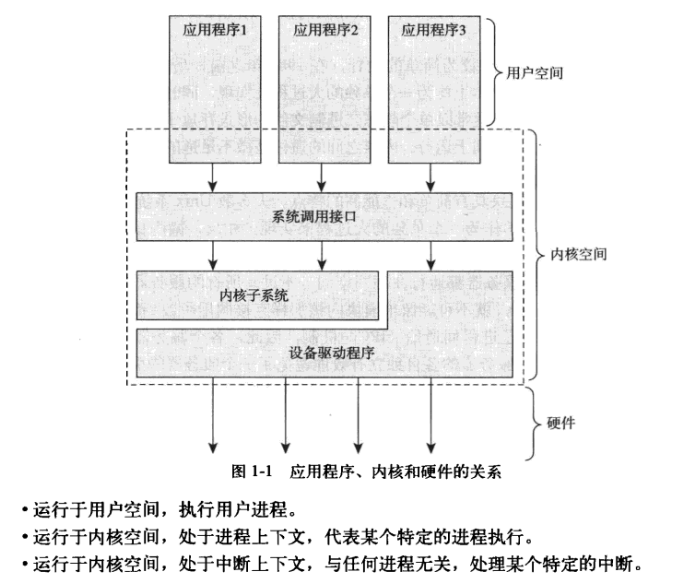 应用程序1 应用程序2 应用程序3
用户空间
系统调用接口
内核空间
内核子系统
设备驱动程序
硬件
图 1-1 应用程序、内核和硬件的关系
• 运行于用户空间，执行用户进程。
• 运行于内核空间，处于进程上下文，代表某个特定的进程执行。
• 运行于内核空间，处于中断上下文，与任何进程无关，处理某个特定的中断。